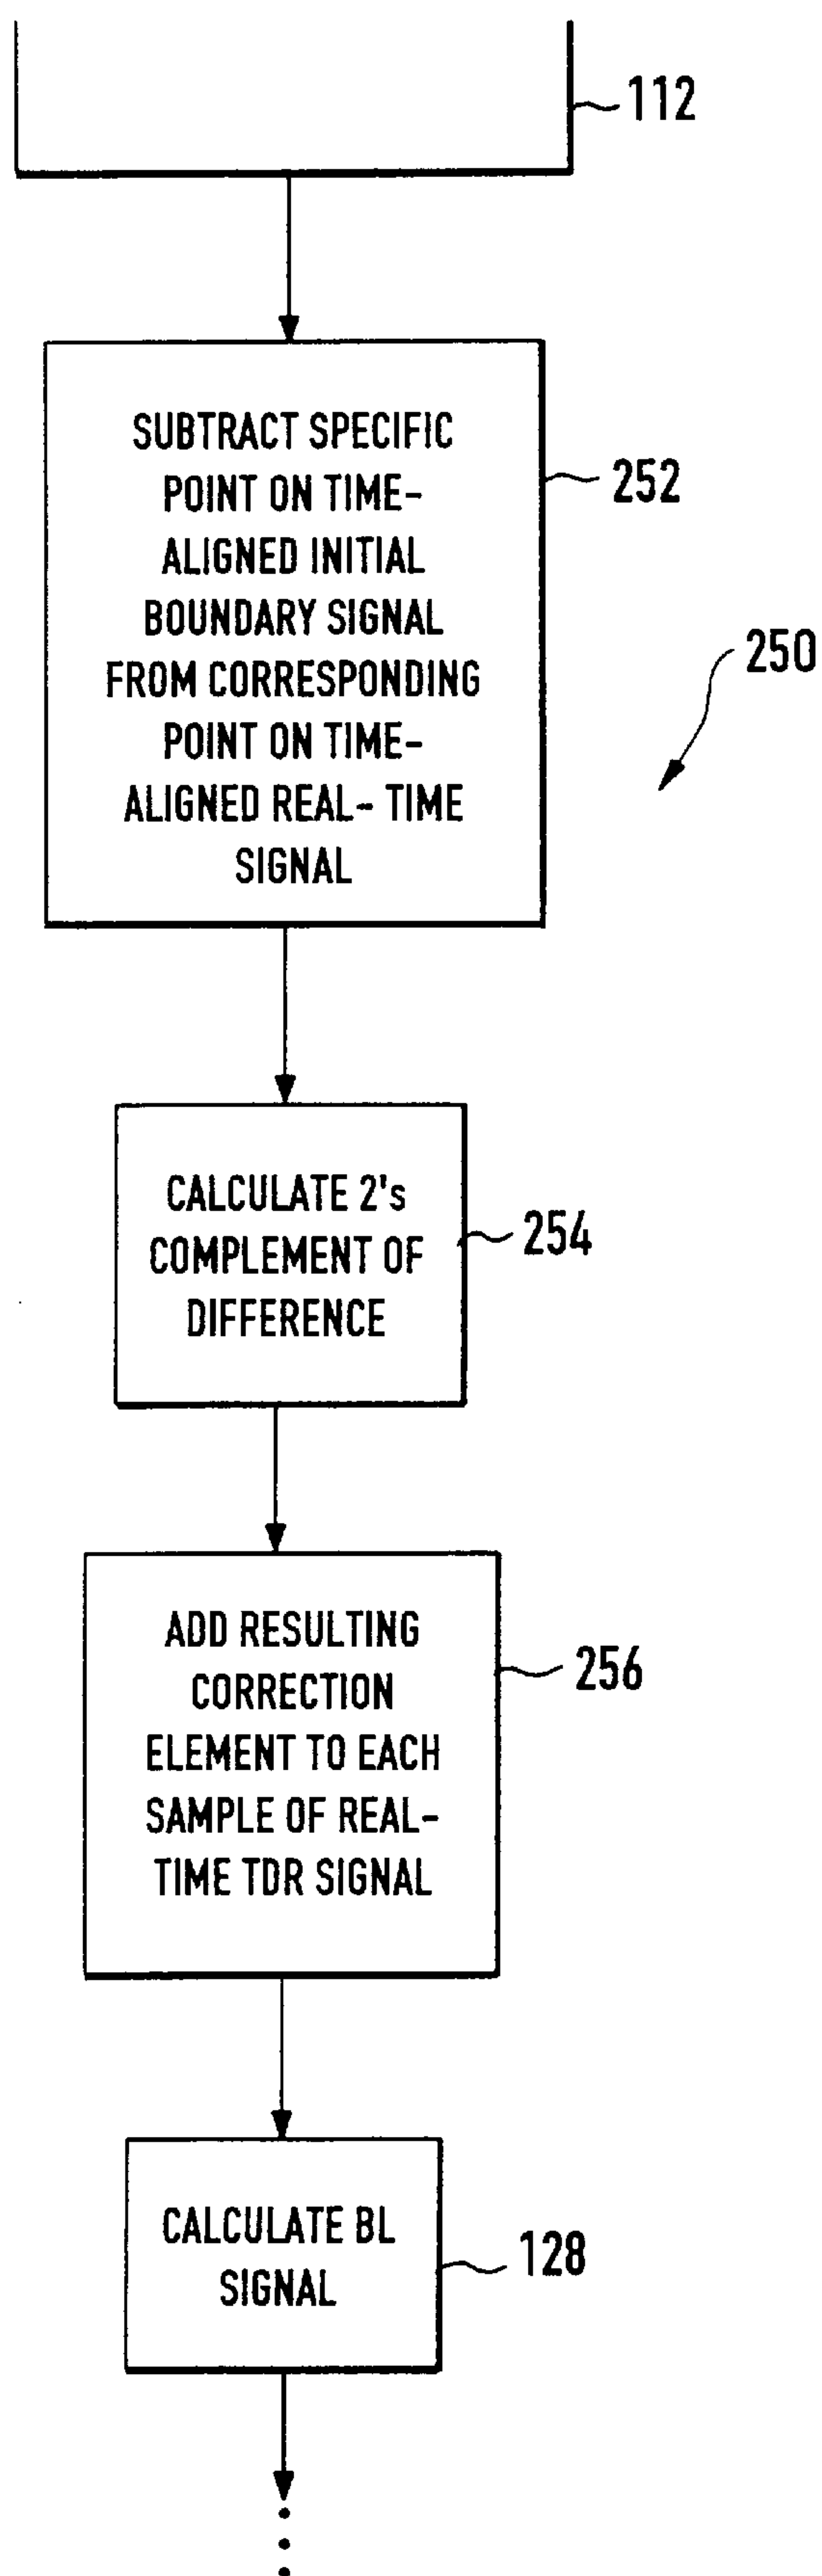 112
SUBTRACT SPECIFIC
POINT ON TIME-
ALIGNED INITIAL
BOUNDARY SIGNAL
FROM CORRESPONDING
POINT ON TIME-
ALIGNED REAL- TIME
SIGNAL
252
250
CALCULATE 2's
COMPLEMENT OF
DIFFERENCE
254
ADD RESULTING
CORRECTION
ELEMENT TO EACH
SAMPLE OF REAL-
TIME TDR SIGNAL
256
CALCULATE BL
SIGNAL
128